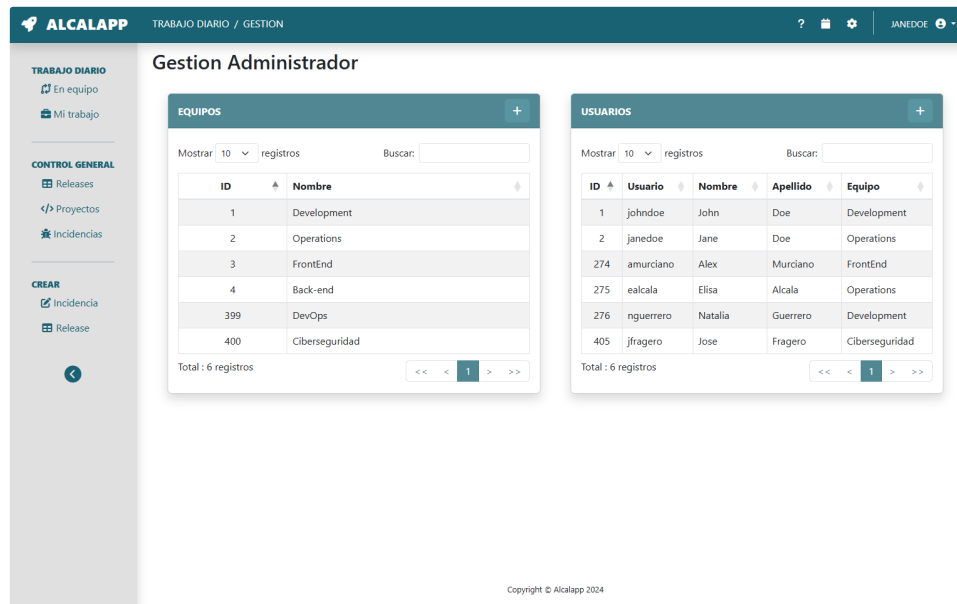 ALCALAPP
TRABAJO DIARIO / GESTION
? JANEDOE
TRABAJO DIARIO
En equipo
Mi trabajo
CONTROL GENERAL
Releases
</> Proyectos
Incidencias
CREAR
Incidencia
Release
Gestion Administrador
EQUIPOS +
Mostrar 10 registros Buscar:
ID Nombre
1 Development
2 Operations
3 FrontEnd
4 Back-end
399 DevOps
400 Ciberseguridad
Total : 6 registros
<< < 1 > >>
USUARIOS +
Mostrar 10 registros Buscar:
ID Usuario Nombre Apellido Equipo
1 johndoe John Doe Development
2 janedoe Jane Doe Operations
274 amurciano Alex Murciano FrontEnd
275 ealcala Elisa Alcala Operations
276 nguerrero Natalia Guerrero Development
405 jfragero Jose Fragero Ciberseguridad
Total : 6 registros
<< < 1 > >>
Copyright © Alcalapp 2024